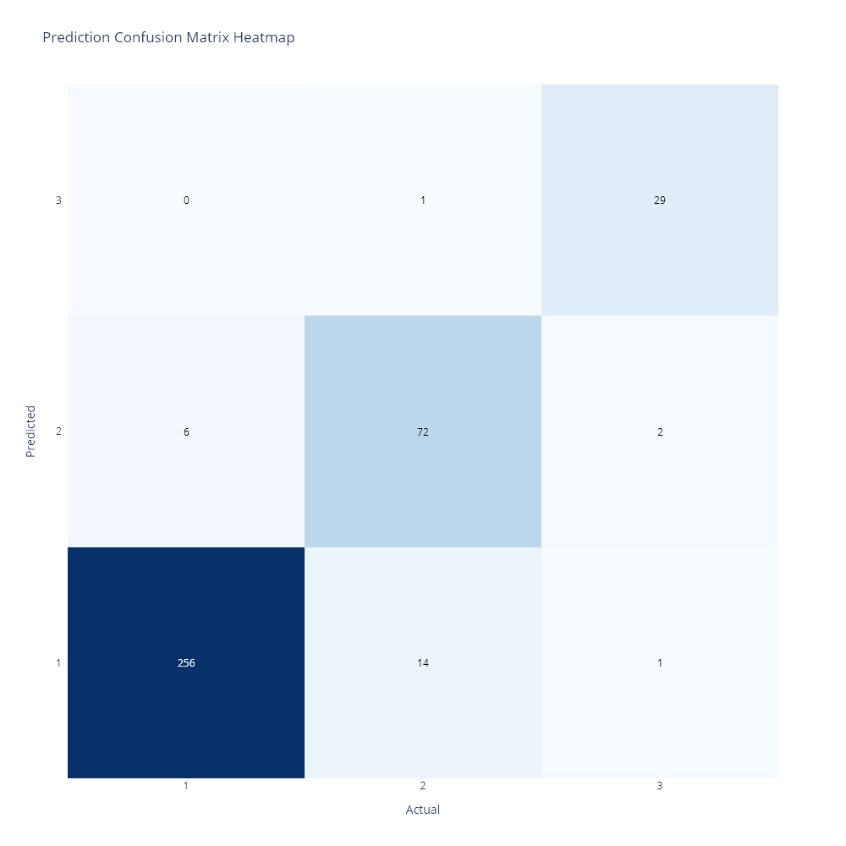 Prediction Confusion Matrix Heatmap
3 0 1 29
Predicted
2 6 72 2
1 256 14 1
1 2 3
Actual